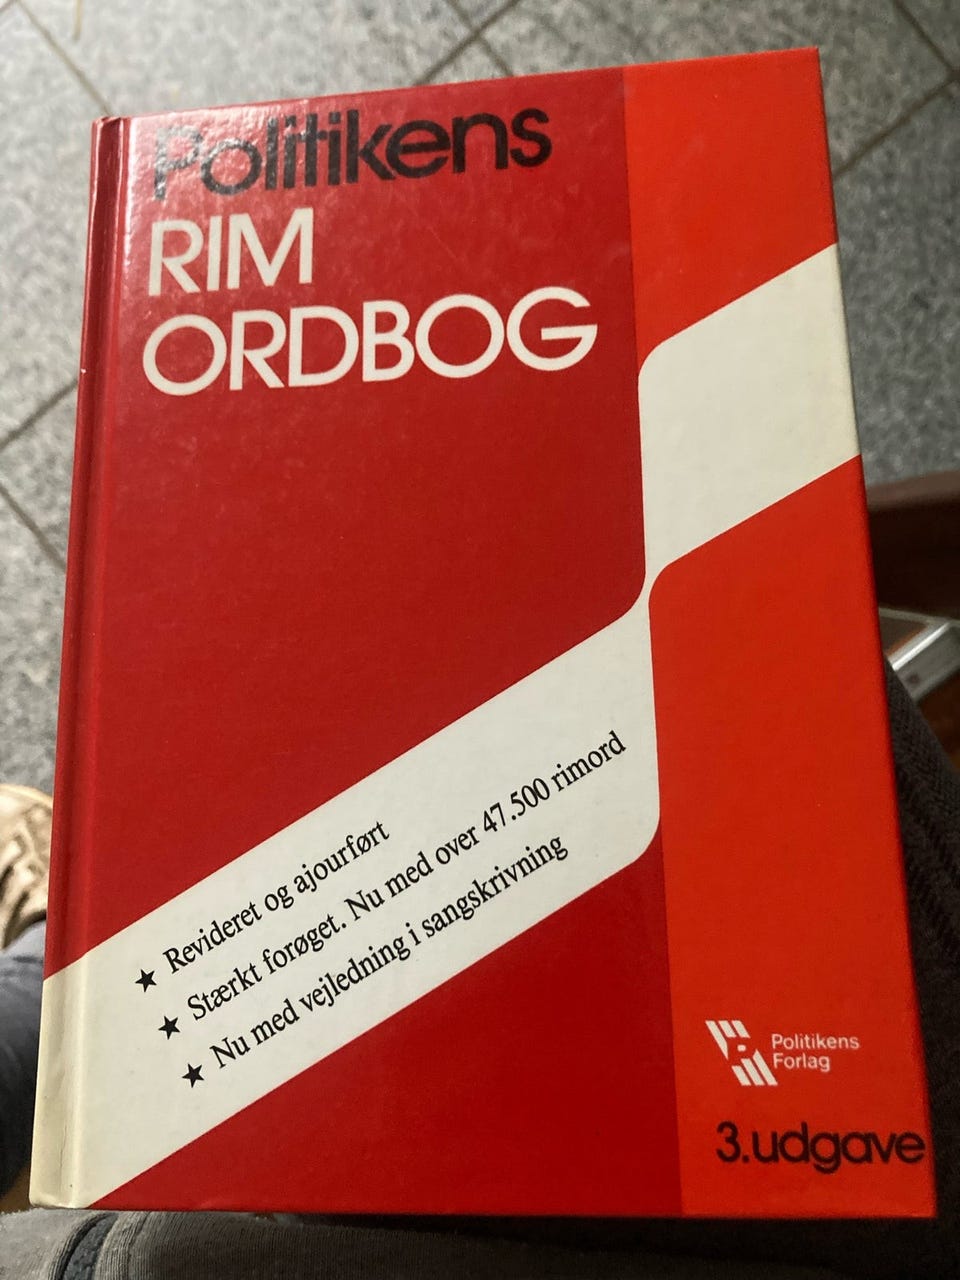 Politikens
RIM
ORDBOG
★ Revideret og ajourført
★ Stærkt forøget. Nu med over 47.500 rimord
★ Nu med vejledning i sangskrivning
Politikens
Forlag
3.udgave